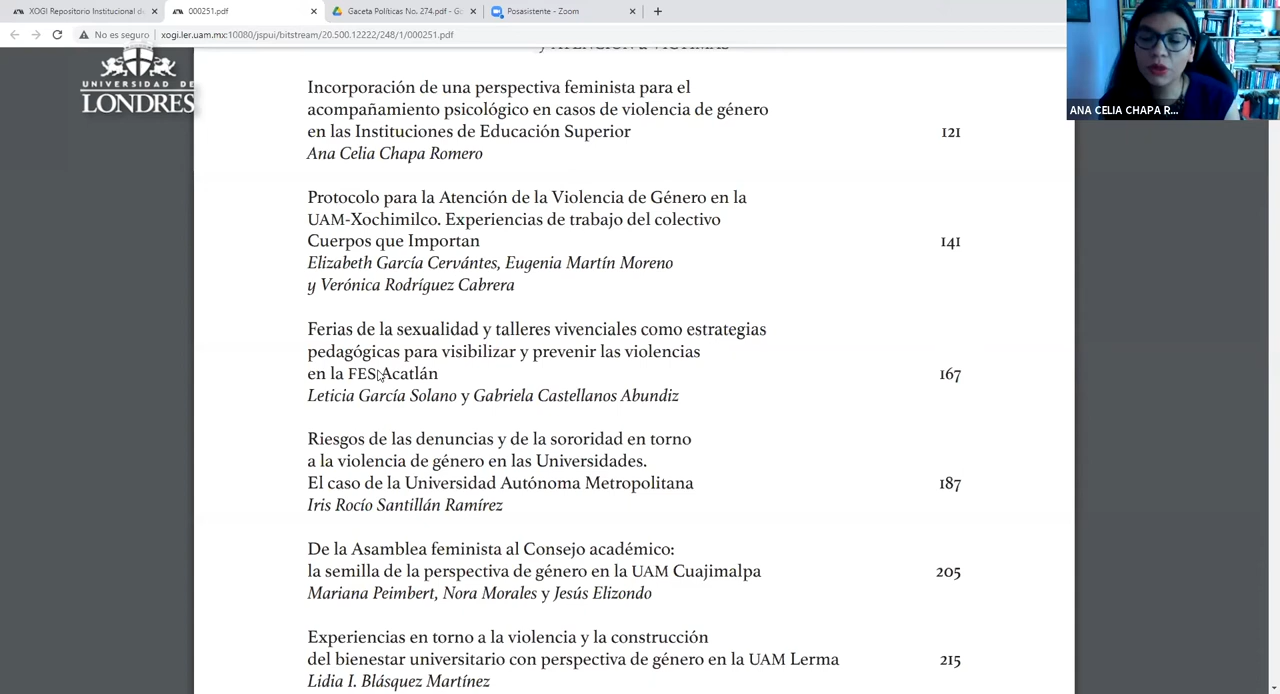 XOGI Repositorio Institucional d
000251.pdf
Gaceta Políticas No. 274.pdf - Go
Posasistente - Zoom
No es seguro
xogi.ler.uam.mx:10080/jspui/bitstream/20.500.12222/248/1/000251.pdf
UNIVERSIDAD DE
LONDRES
ANA CELIA CHAPA R...
y ATENCIÓN a VÍCTIMAS
Incorporación de una perspectiva feminista para el
acompañamiento psicológico en casos de violencia de género
en las Instituciones de Educación Superior 121
Ana Celia Chapa Romero
Protocolo para la Atención de la Violencia de Género en la
UAM-Xochimilco. Experiencias de trabajo del colectivo
Cuerpos que Importan 141
Elizabeth García Cervántes, Eugenia Martín Moreno
y Verónica Rodríguez Cabrera
Ferias de la sexualidad y talleres vivenciales como estrategias
pedagógicas para visibilizar y prevenir las violencias
en la FES Acatlán 167
Leticia García Solano y Gabriela Castellanos Abundiz
Riesgos de las denuncias y de la sororidad en torno
a la violencia de género en las Universidades.
El caso de la Universidad Autónoma Metropolitana 187
Iris Rocío Santillán Ramírez
De la Asamblea feminista al Consejo académico:
la semilla de la perspectiva de género en la UAM Cuajimalpa 205
Mariana Peimbert, Nora Morales y Jesús Elizondo
Experiencias en torno a la violencia y la construcción
del bienestar universitario con perspectiva de género en la UAM Lerma 215
Lidia I. Blásquez Martínez